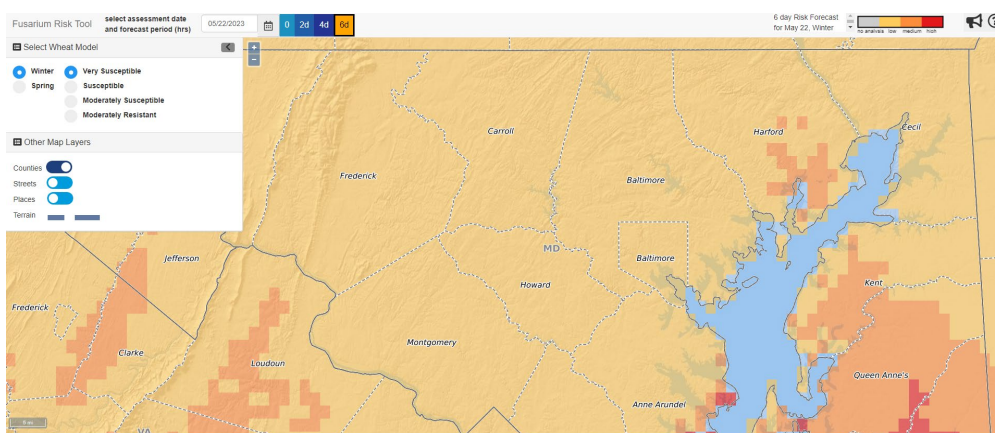 Fusarium Risk Tool
select assessment date
and forecast period (hrs)
05/22/2023
0 2d 4d 6d
6 day Risk Forecast
for May 22, Winter
no analysis low medium high
Select Wheat Model
Winter
Spring
Very Susceptible
Susceptible
Moderately Susceptible
Moderately Resistant
Other Map Layers
Counties
Streets
Places
Terrain
+
-
Carroll
Harford
Cecil
Frederick
Baltimore
MD
Jefferson
Baltimore
Howard
Kent
Frederick
Clarke
Loudoun
Montgomery
Queen Anne's
Anne Arundel
VA